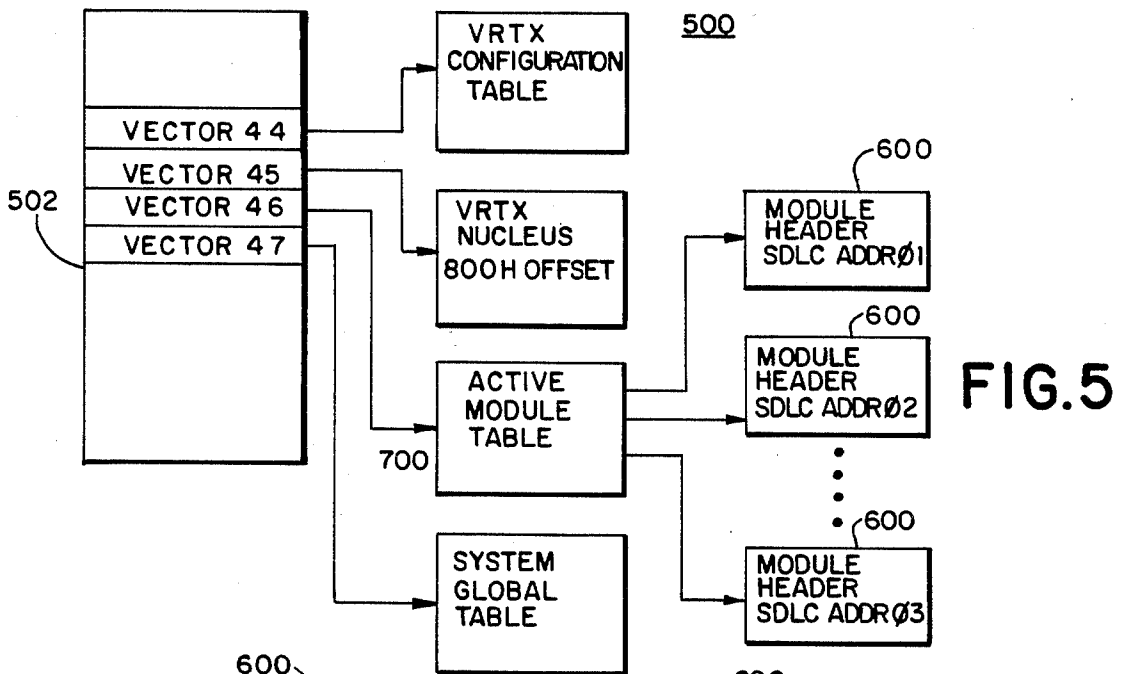 500
VRTX
CONFIGURATION
TABLE
VECTOR 44
VECTOR 45
VECTOR 46
VECTOR 47
502
VRTX
NUCLEUS
800H OFFSET
600
MODULE
HEADER
SDLC ADDRØ1
600
MODULE
HEADER
SDLC ADDRØ2
FIG.5
ACTIVE
MODULE
TABLE
700
600
MODULE
HEADER
SDLC ADDRØ3
SYSTEM
GLOBAL
TABLE
600